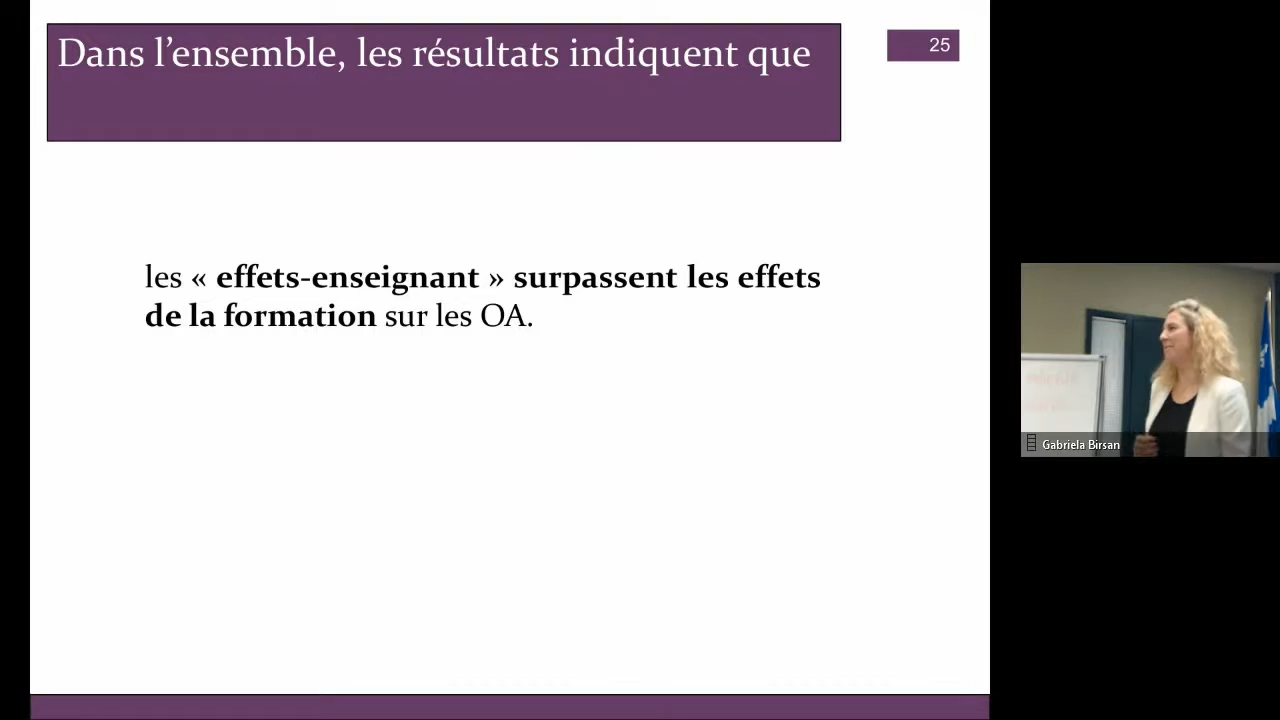 Dans l’ensemble, les résultats indiquent que
25
les « effets-enseignant » surpassent les effets
de la formation sur les OA.
Gabriela Birsan